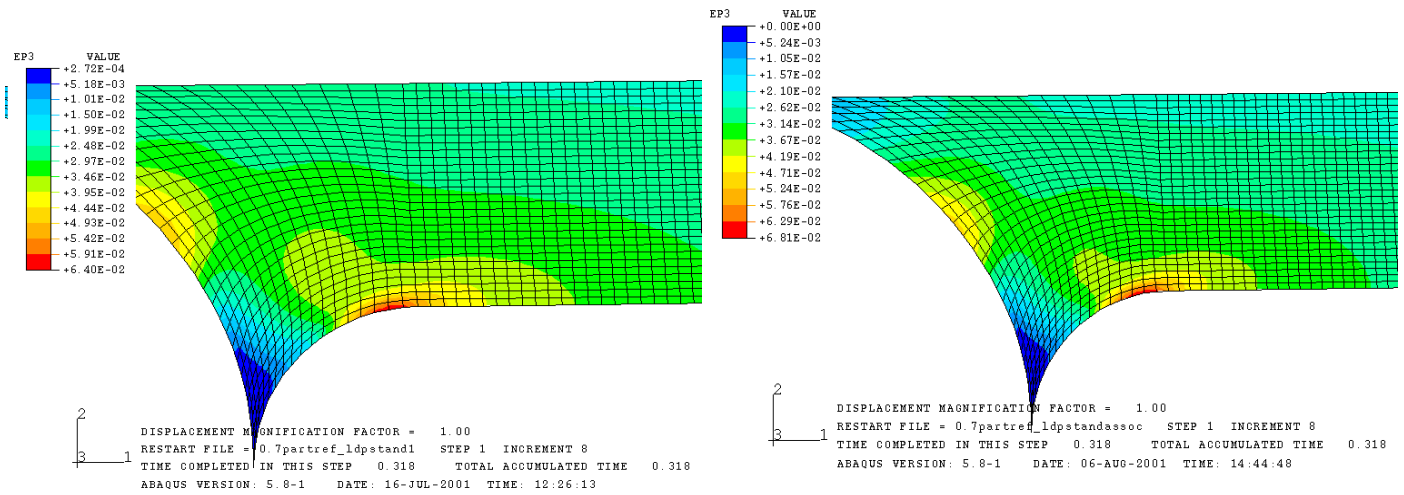 EP3 VALUE
+2.72E-04
+5.18E-03
+1.01E-02
+1.50E-02
+1.99E-02
+2.48E-02
+2.97E-02
+3.46E-02
+3.95E-02
+4.44E-02
+4.93E-02
+5.42E-02
+5.91E-02
+6.40E-02
2
3 1
DISPLACEMENT MAGNIFICATION FACTOR = 1.00
RESTART FILE = 0.7partref_ldpstand1 STEP 1 INCREMENT 8
TIME COMPLETED IN THIS STEP 0.318 TOTAL ACCUMULATED TIME 0.318
ABAQUS VERSION: 5.8-1 DATE: 16-JUL-2001 TIME: 12:26:13
EP3 VALUE
+0.00E+00
+5.24E-03
+1.05E-02
+1.57E-02
+2.10E-02
+2.62E-02
+3.14E-02
+3.67E-02
+4.19E-02
+4.71E-02
+5.24E-02
+5.76E-02
+6.29E-02
+6.81E-02
2
3 1
DISPLACEMENT MAGNIFICATION FACTOR = 1.00
RESTART FILE = 0.7partref_ldpstandassoc STEP 1 INCREMENT 8
TIME COMPLETED IN THIS STEP 0.318 TOTAL ACCUMULATED TIME 0.318
ABAQUS VERSION: 5.8-1 DATE: 06-AUG-2001 TIME: 14:44:48